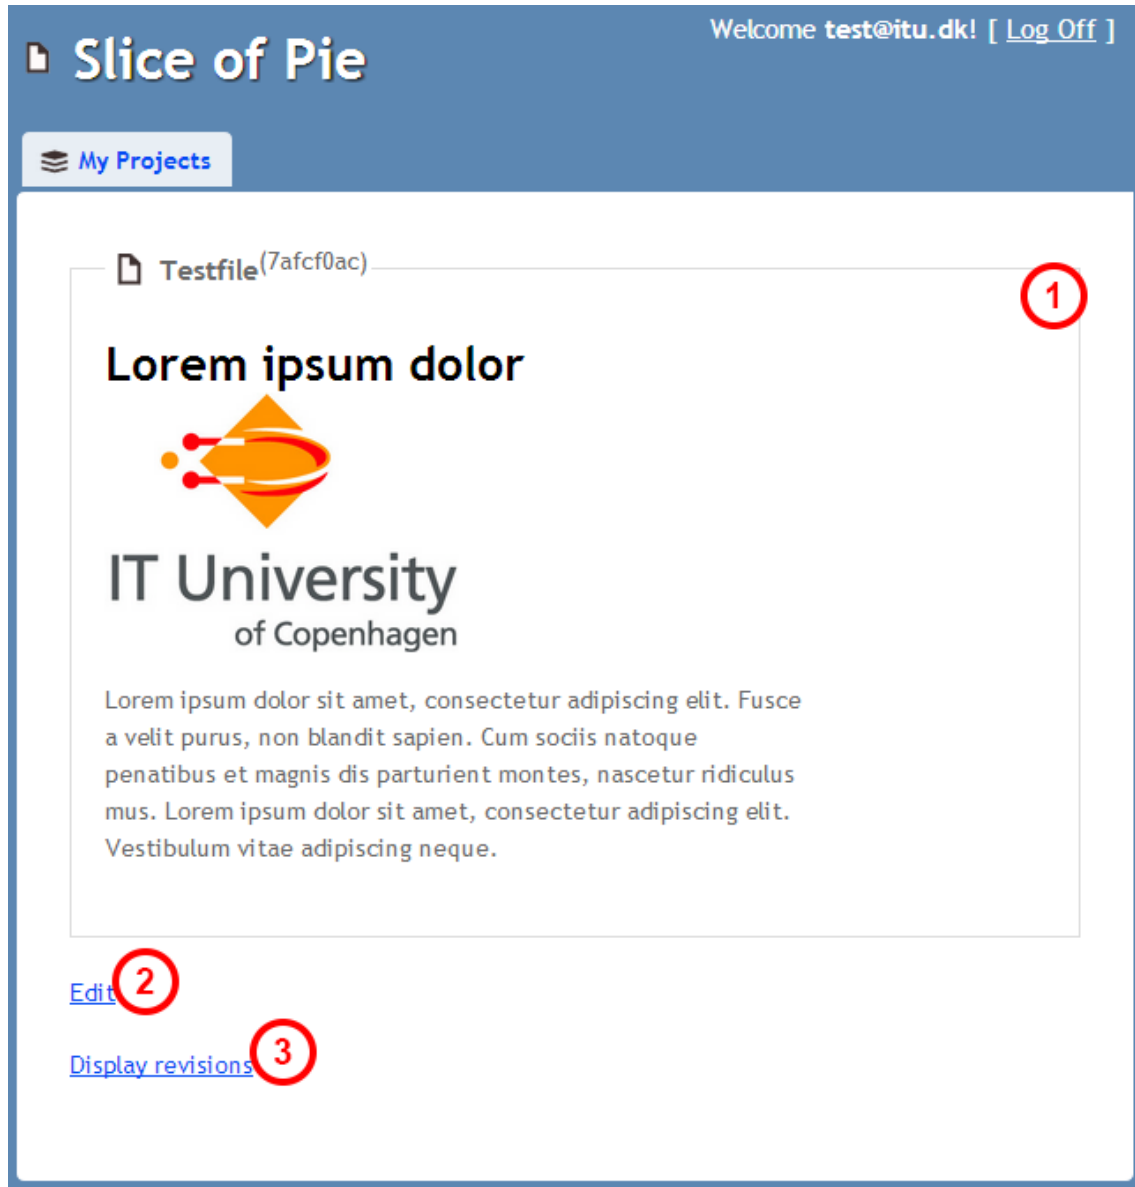 Welcome test@itu.dk! [ Log Off ]
Slice of Pie
My Projects
Testfile(7afcf0ac)
1
Lorem ipsum dolor
IT University
of Copenhagen
Lorem ipsum dolor sit amet, consectetur adipiscing elit. Fusce
a velit purus, non blandit sapien. Cum sociis natoque
penatibus et magnis dis parturient montes, nascetur ridiculus
mus. Lorem ipsum dolor sit amet, consectetur adipiscing elit.
Vestibulum vitae adipiscing neque.
Edit 2
Display revisions 3